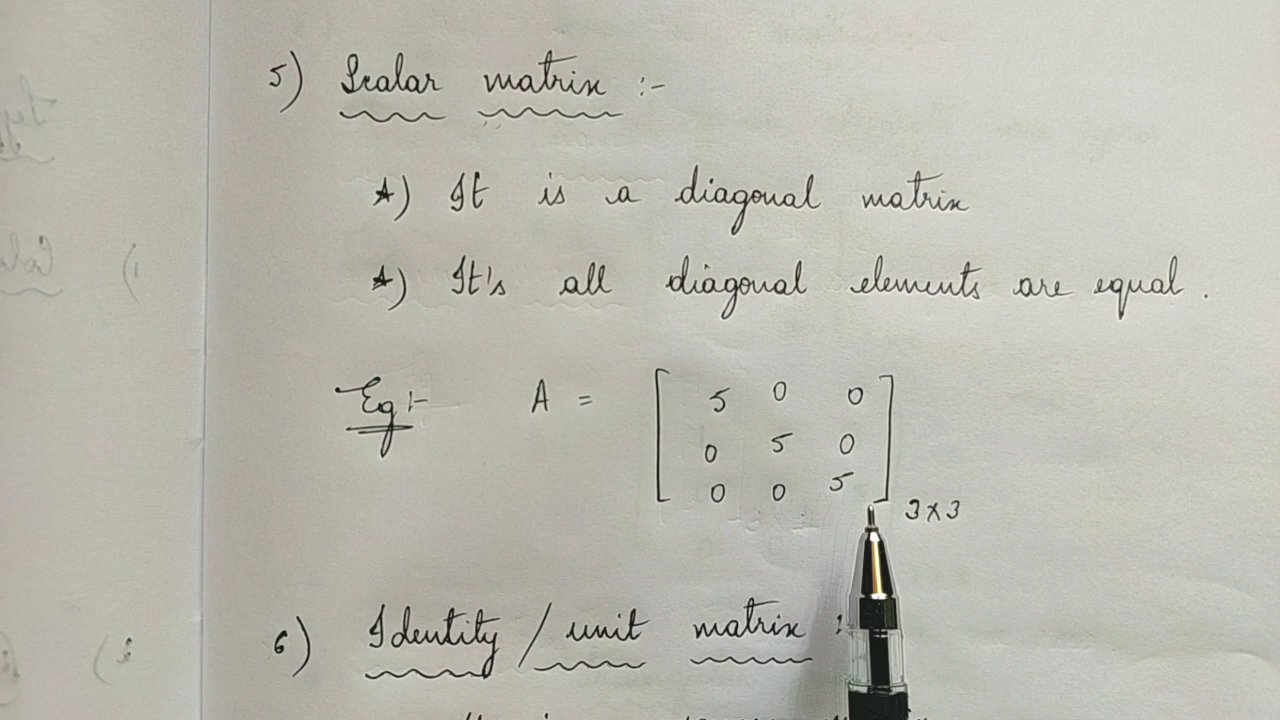 5) Scalar matrix :-
*) It is a diagonal matrix
*) It's all diagonal elements are equal .
Eg :- A = [ 5 0 0
0 5 0
0 0 5 ] 3×3
6) Identity / unit matrix :